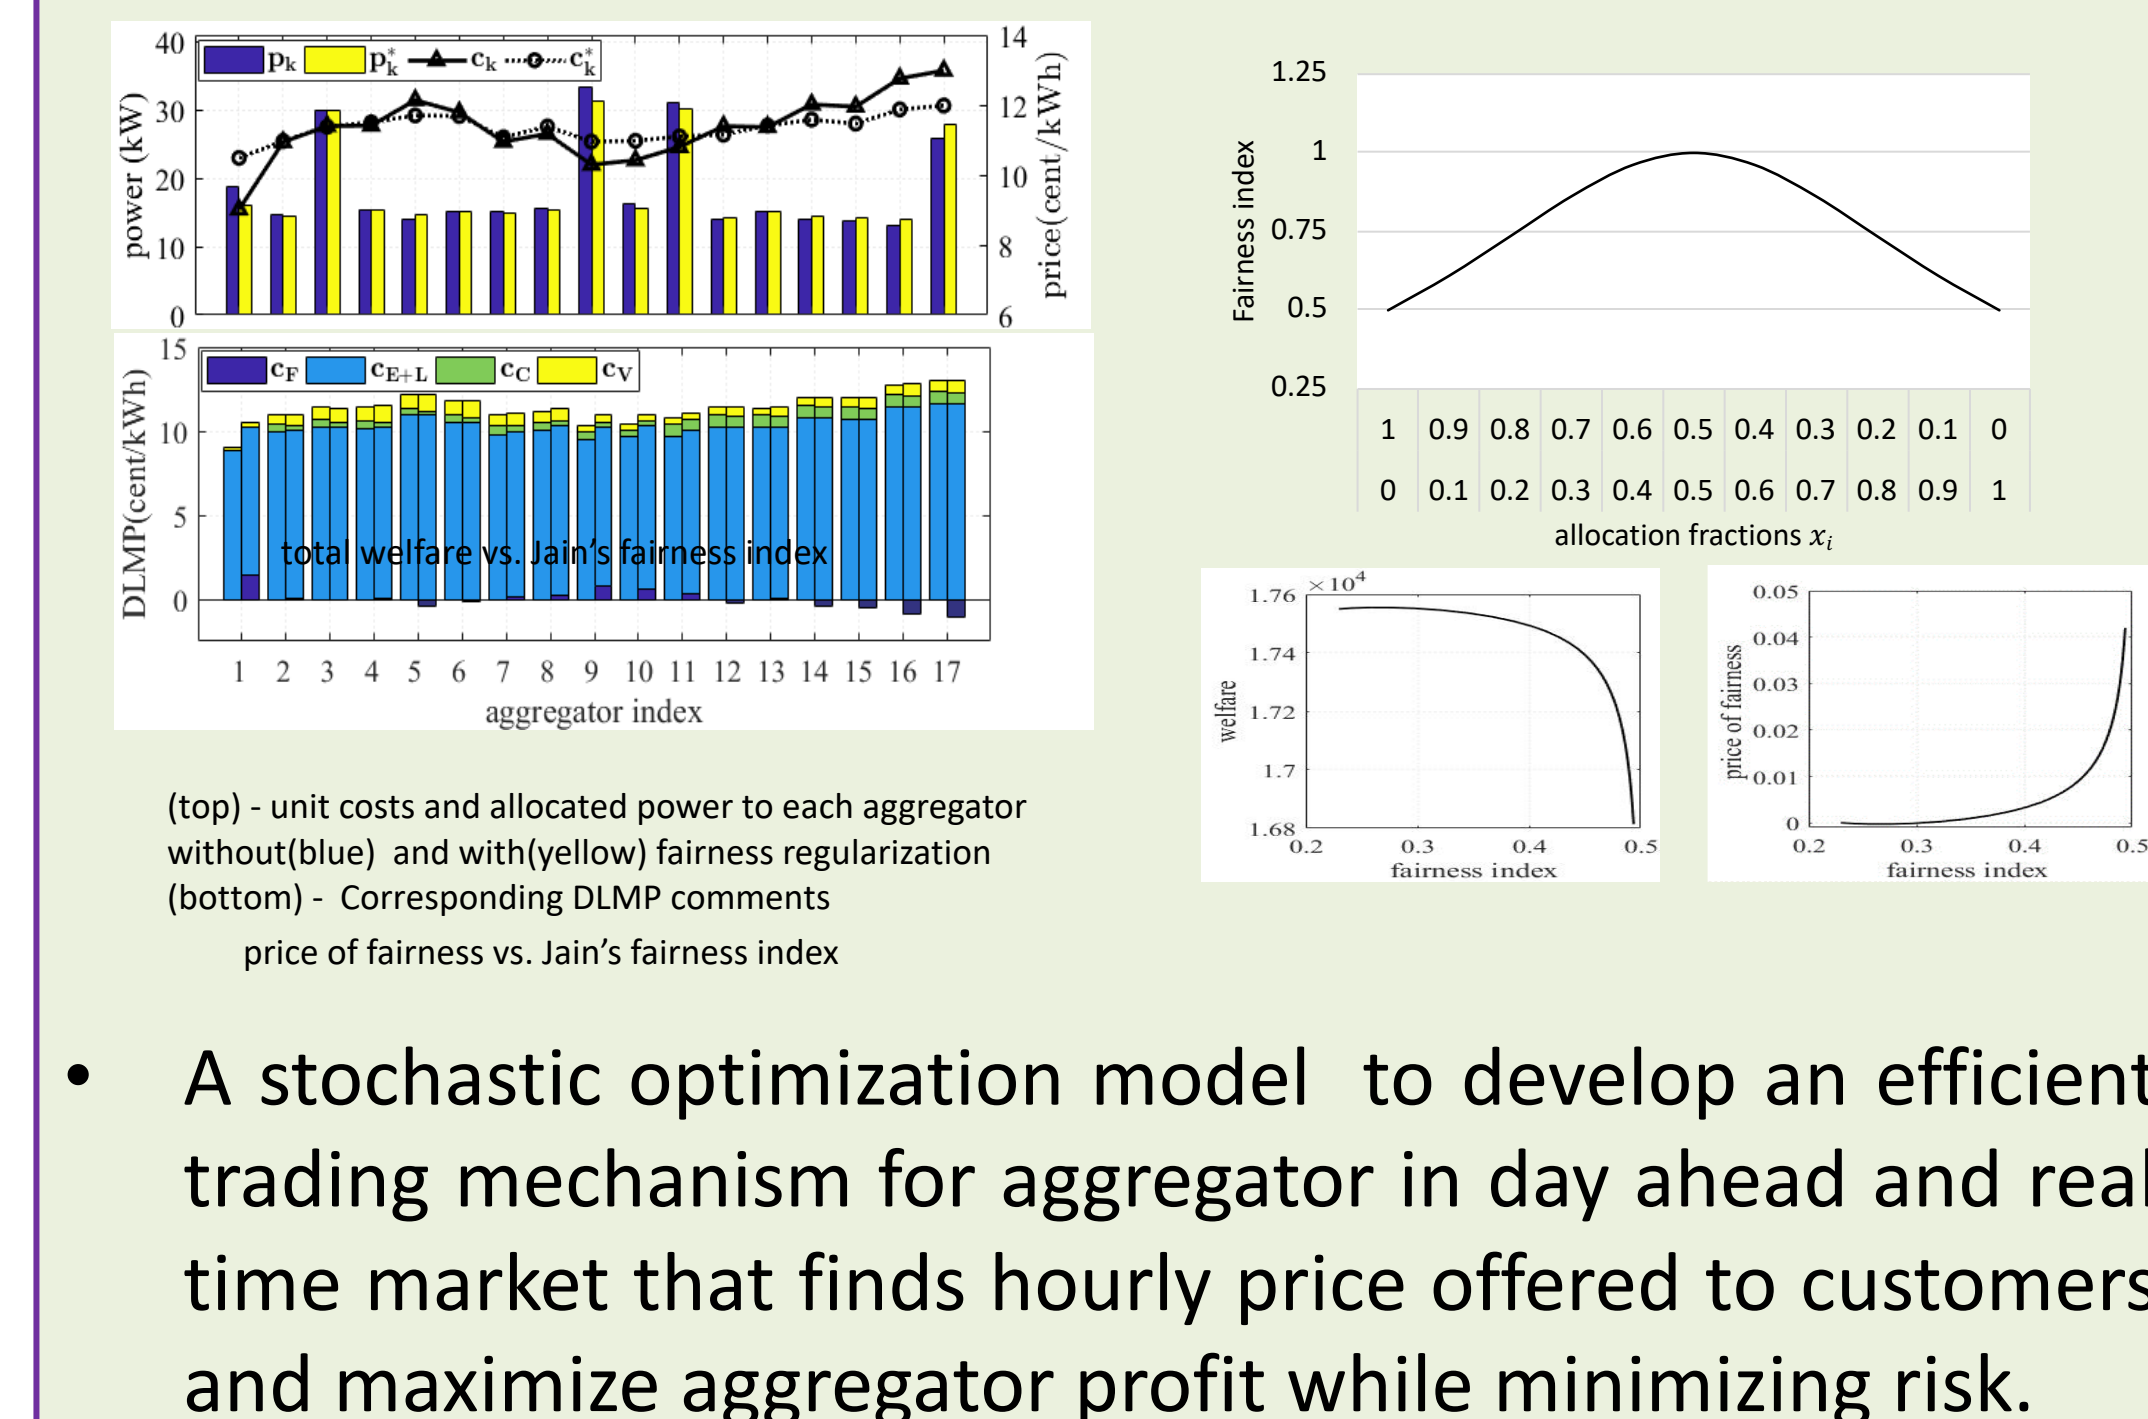 40
30
20
10
0
power (kW)
pₖ pₖ* cₖ cₖ*
14
12
10
8
6
price(cent/kWh)
15
10
5
0
DLMP(cent/kWh)
c_F c_E+L c_C c_V
total welfare vs. Jain's fairness index
1 2 3 4 5 6 7 8 9 10 11 12 13 14 15 16 17
aggregator index
(top) - unit costs and allocated power to each aggregator
without(blue) and with(yellow) fairness regularization
(bottom) - Corresponding DLMP comments
price of fairness vs. Jain's fairness index
1.25
1
0.75
0.5
0.25
Fairness index
1 0.9 0.8 0.7 0.6 0.5 0.4 0.3 0.2 0.1 0
0 0.1 0.2 0.3 0.4 0.5 0.6 0.7 0.8 0.9 1
allocation fractions xᵢ
×10⁴
1.76
1.74
1.72
1.7
1.68
welfare
0.2 0.3 0.4 0.5
fairness index
0.05
0.04
0.03
0.02
0.01
0
price of fairness
0.2 0.3 0.4 0.5
fairness index
• A stochastic optimization model to develop an efficient
trading mechanism for aggregator in day ahead and real
time market that finds hourly price offered to customers
and maximize aggregator profit while minimizing risk.